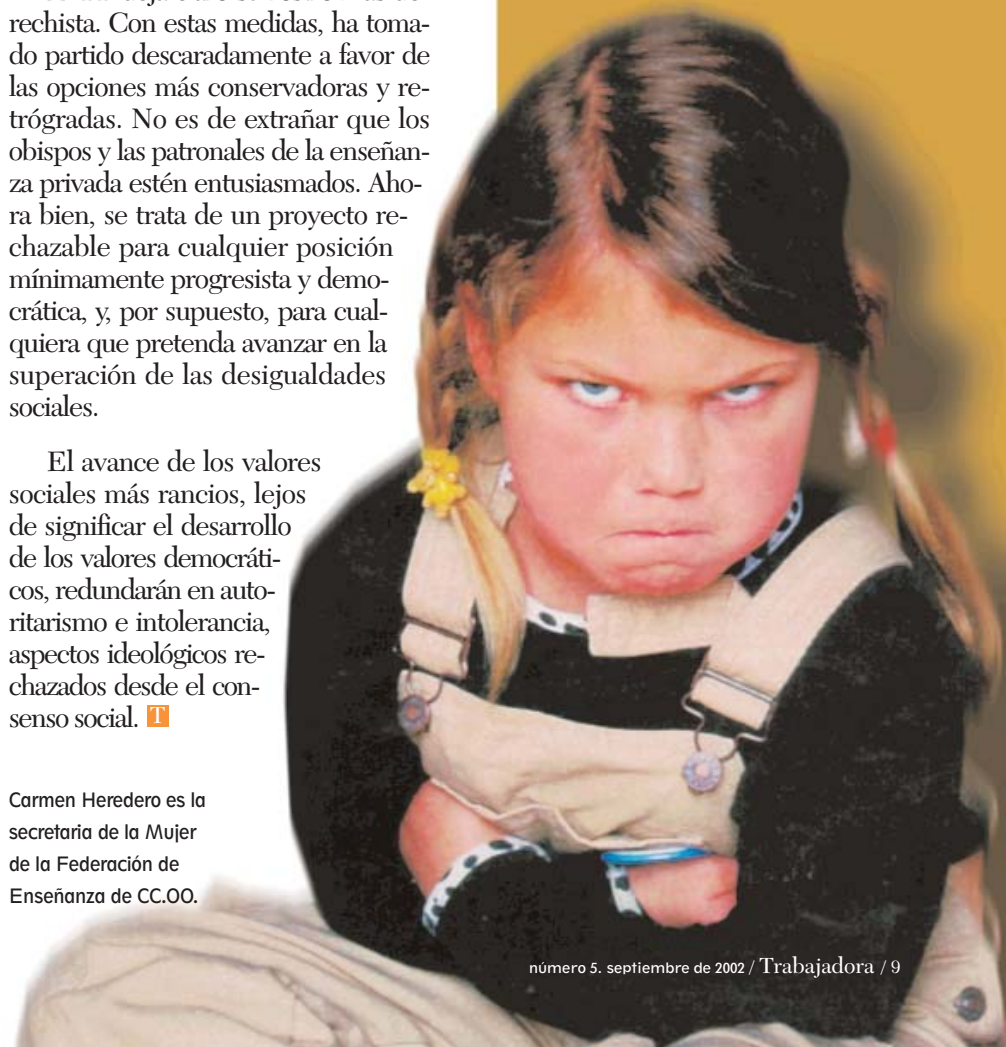 rechista. Con estas medidas, ha toma-
do partido descaradamente a favor de
las opciones más conservadoras y re-
trógradas. No es de extrañar que los
obispos y las patronales de la enseñan-
za privada estén entusiasmados. Aho-
ra bien, se trata de un proyecto re-
chazable para cualquier posición
mínimamente progresista y demo-
crática, y, por supuesto, para cual-
quiera que pretenda avanzar en la
superación de las desigualdades
sociales.
El avance de los valores
sociales más rancios, lejos
de significar el desarrollo
de los valores democráti-
cos, redundarán en auto-
ritarismo e intolerancia,
aspectos ideológicos re-
chazados desde el con-
senso social. T
Carmen Heredero es la
secretaria de la Mujer
de la Federación de
Enseñanza de CC.OO.
número 5. septiembre de 2002 / Trabajadora / 9